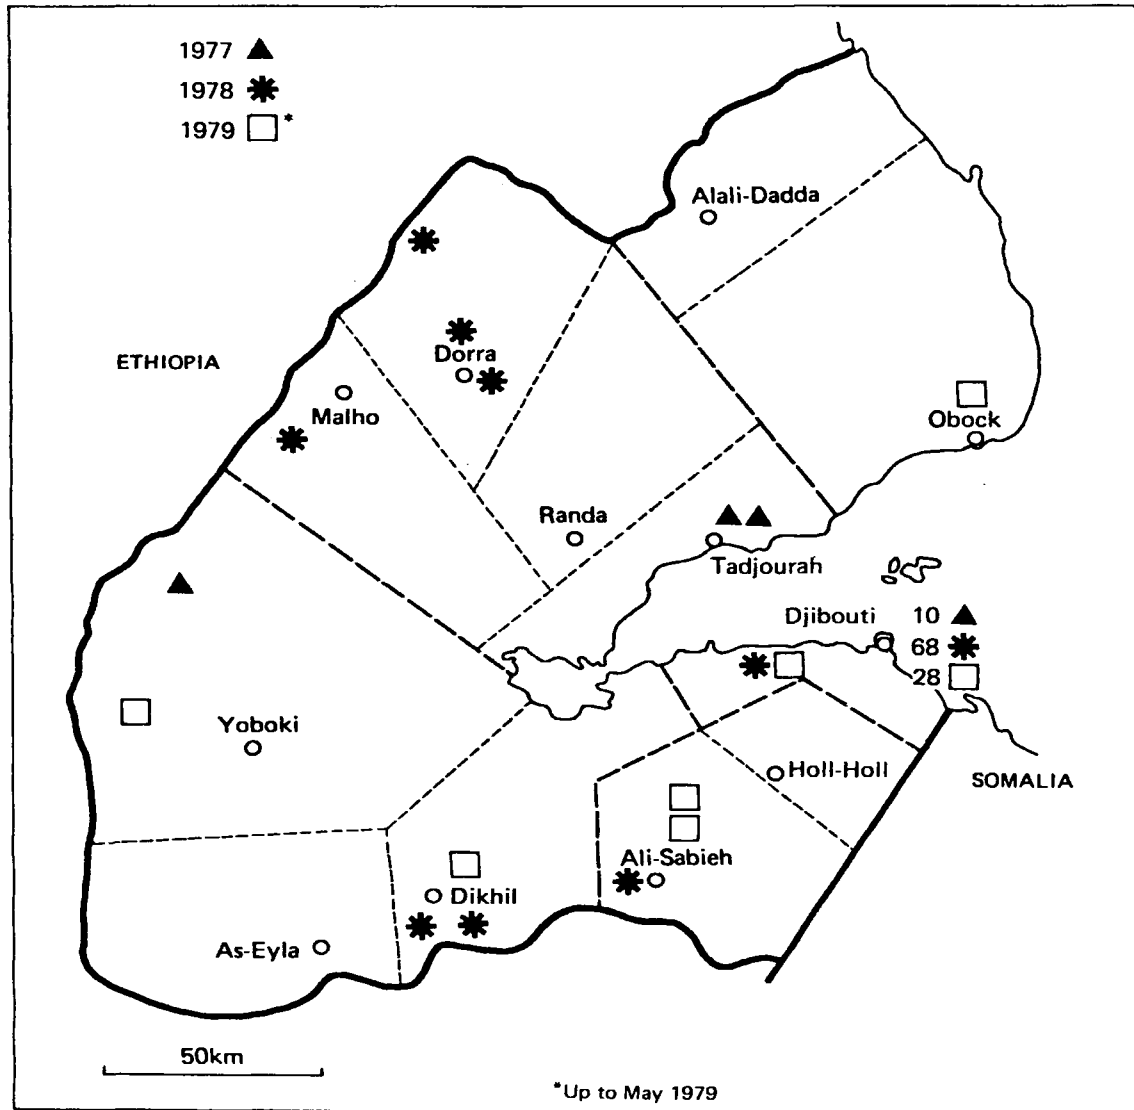 1977
1978
1979 *
Alali-Dadda
ETHIOPIA
Dorra
Malho
Obock
Randa
Tadjourah
Djibouti 10
68
28
Yoboki
Holl-Holl
SOMALIA
Ali-Sabieh
Dikhil
As-Eyla
50km
*Up to May 1979